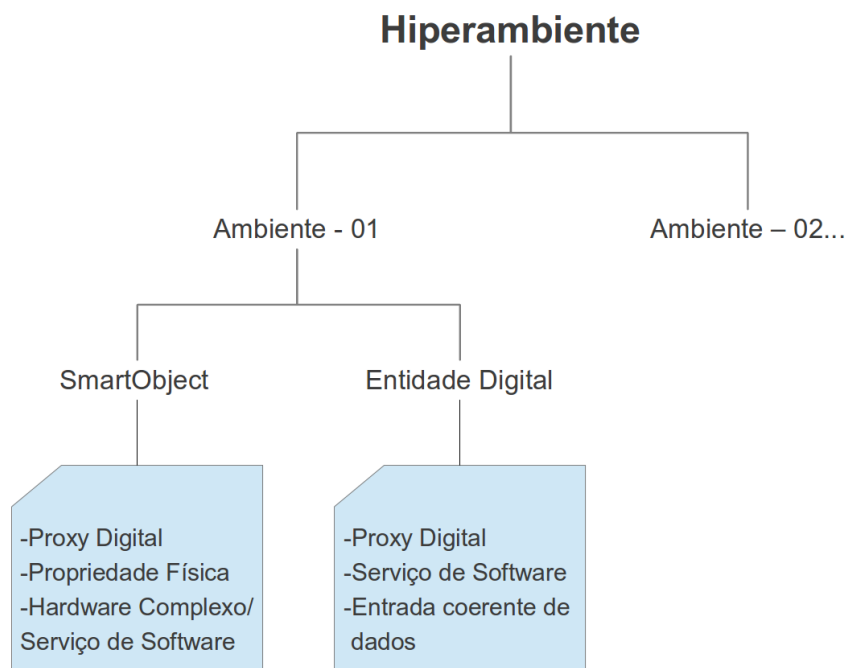 Hiperambiente
Ambiente - 01
Ambiente – 02...
SmartObject
Entidade Digital
-Proxy Digital
-Propriedade Física
-Hardware Complexo/
Serviço de Software
-Proxy Digital
-Serviço de Software
-Entrada coerente de
dados